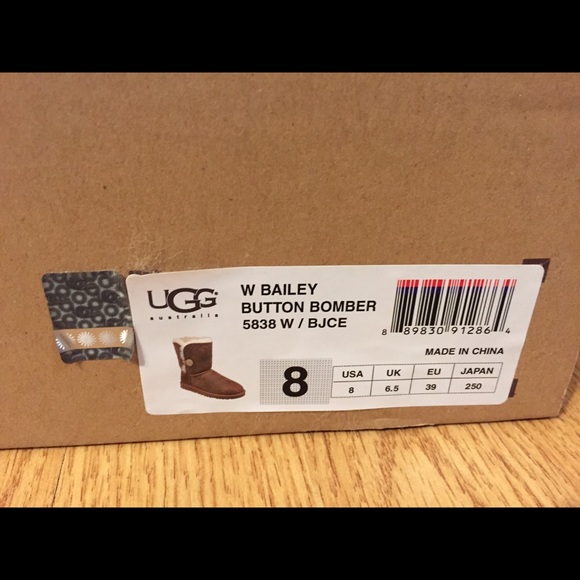 UGG
australia
W BAILEY
BUTTON BOMBER
5838 W / BJCE
8 89830 91286 4
MADE IN CHINA
8
USA UK EU JAPAN
8 6.5 39 250